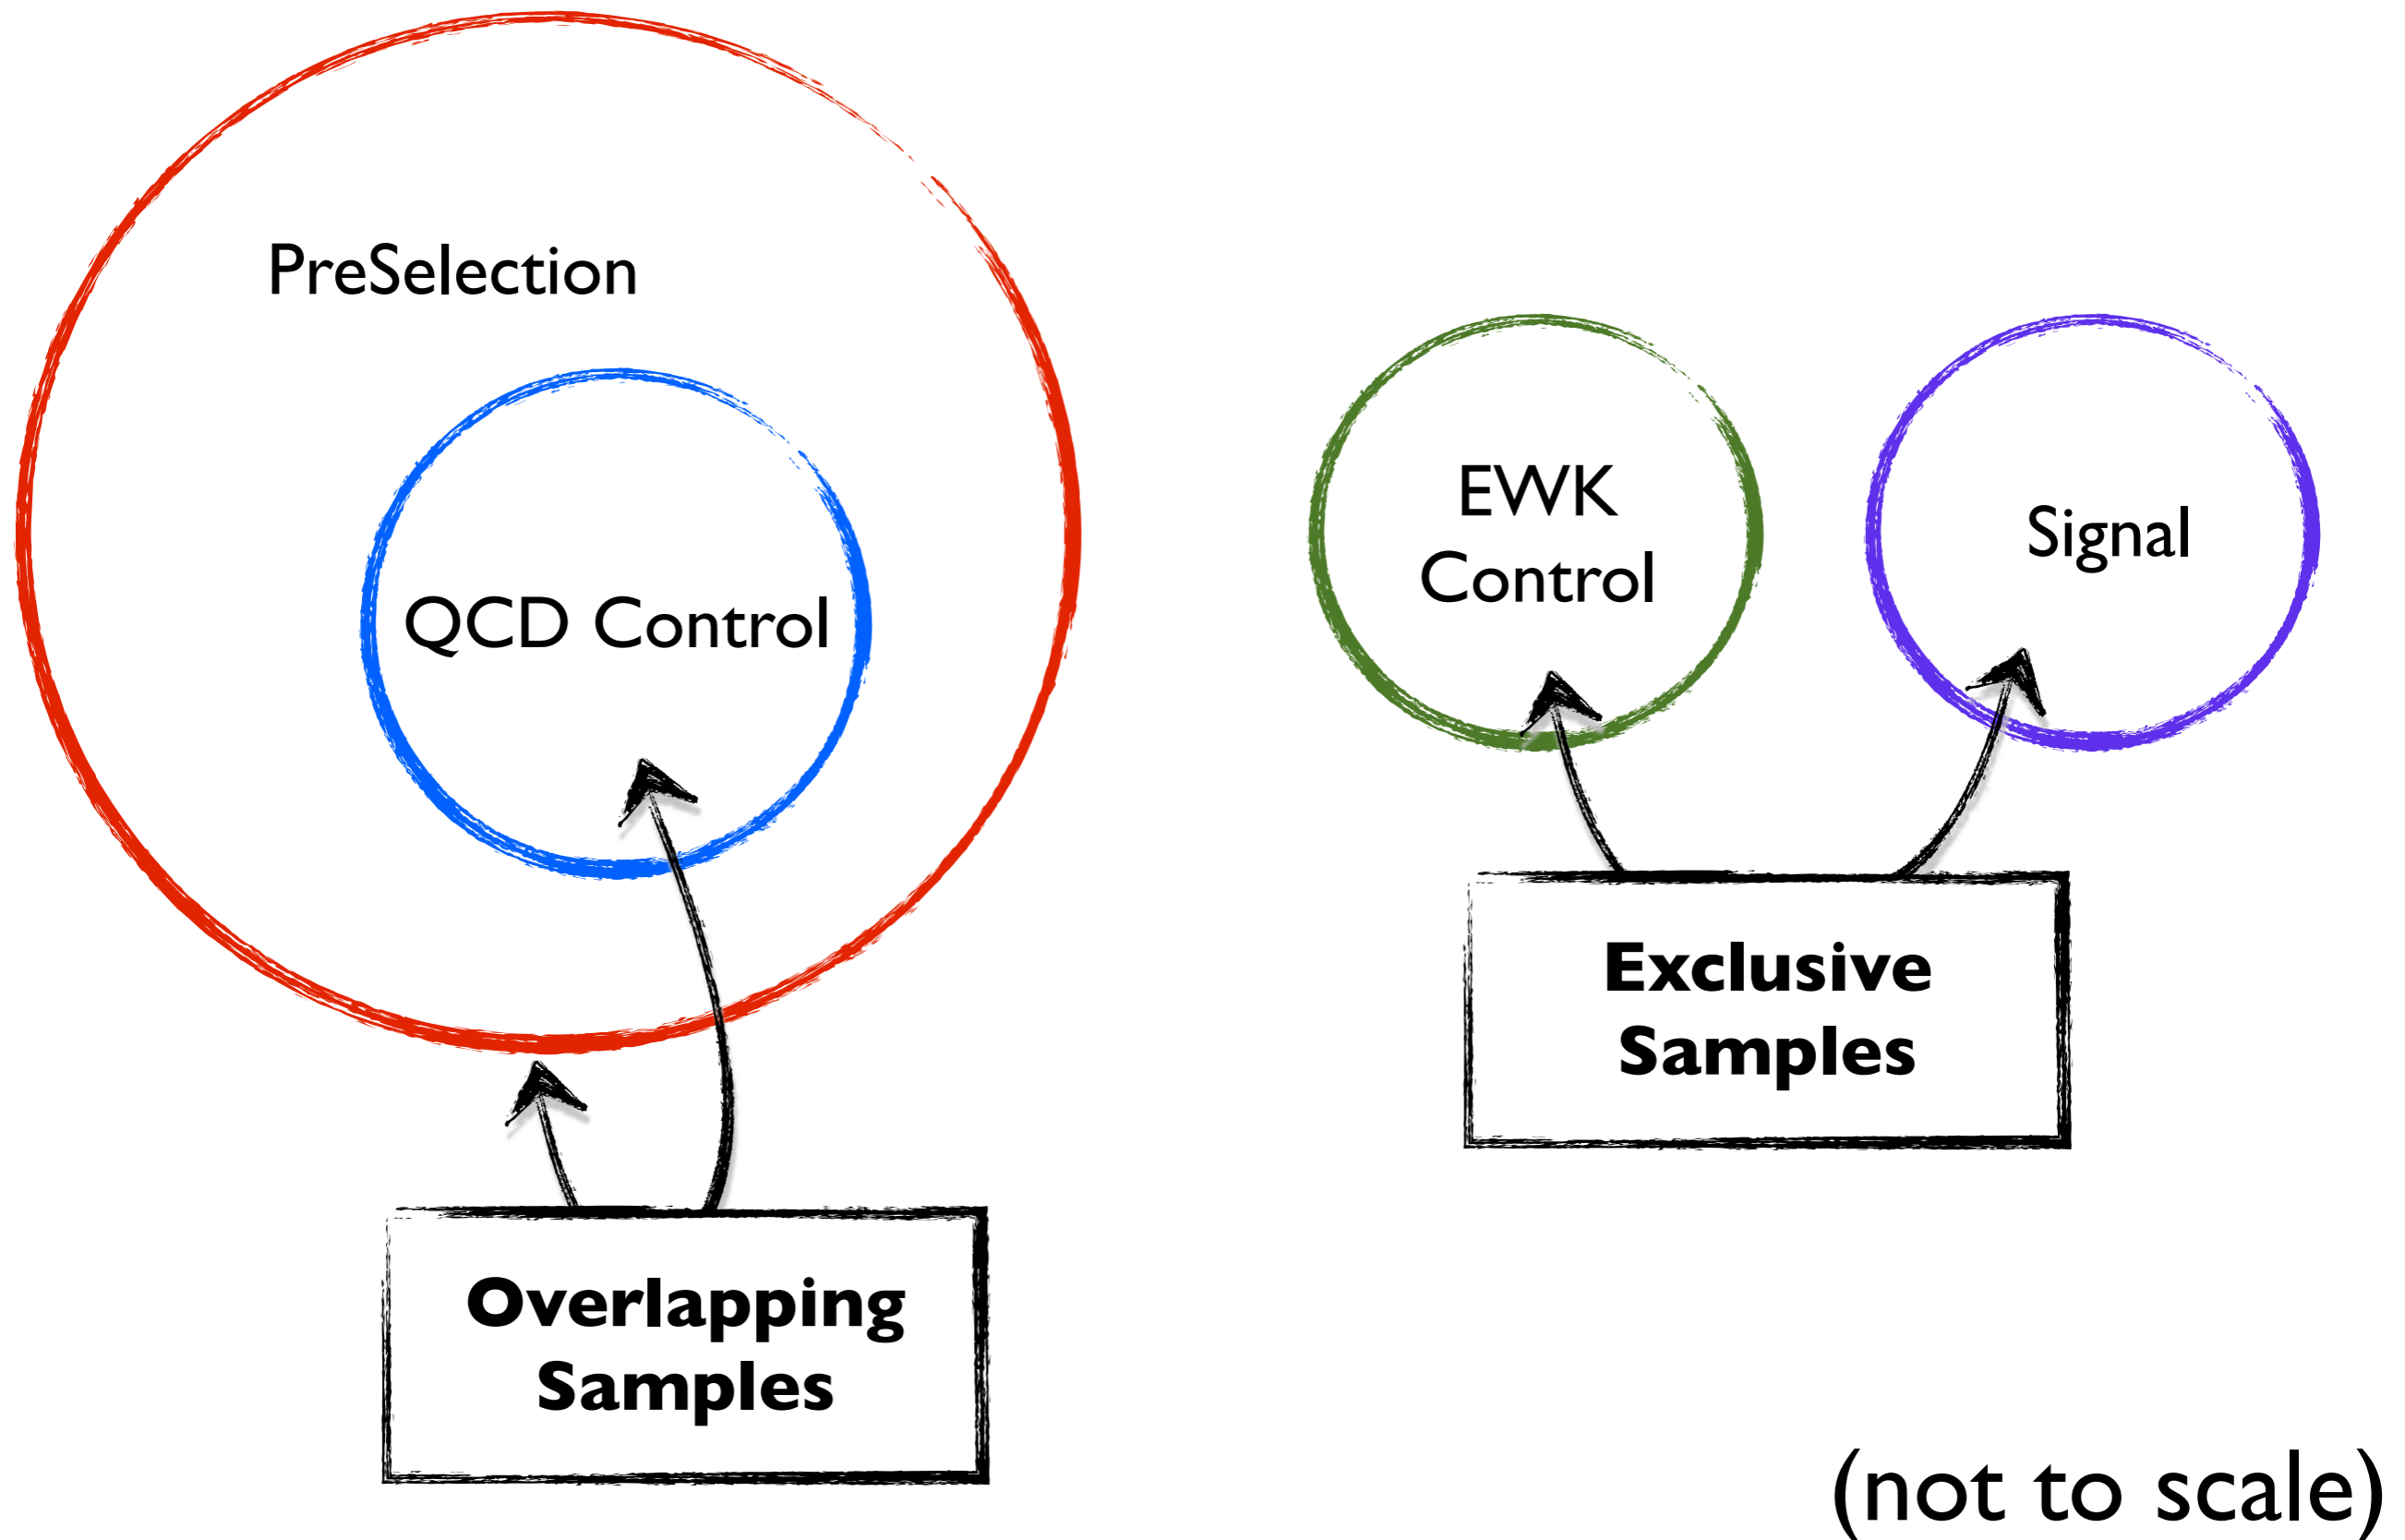 PreSelection
QCD Control
EWK
Control
Signal
Exclusive
Samples
Overlapping
Samples
(not to scale)